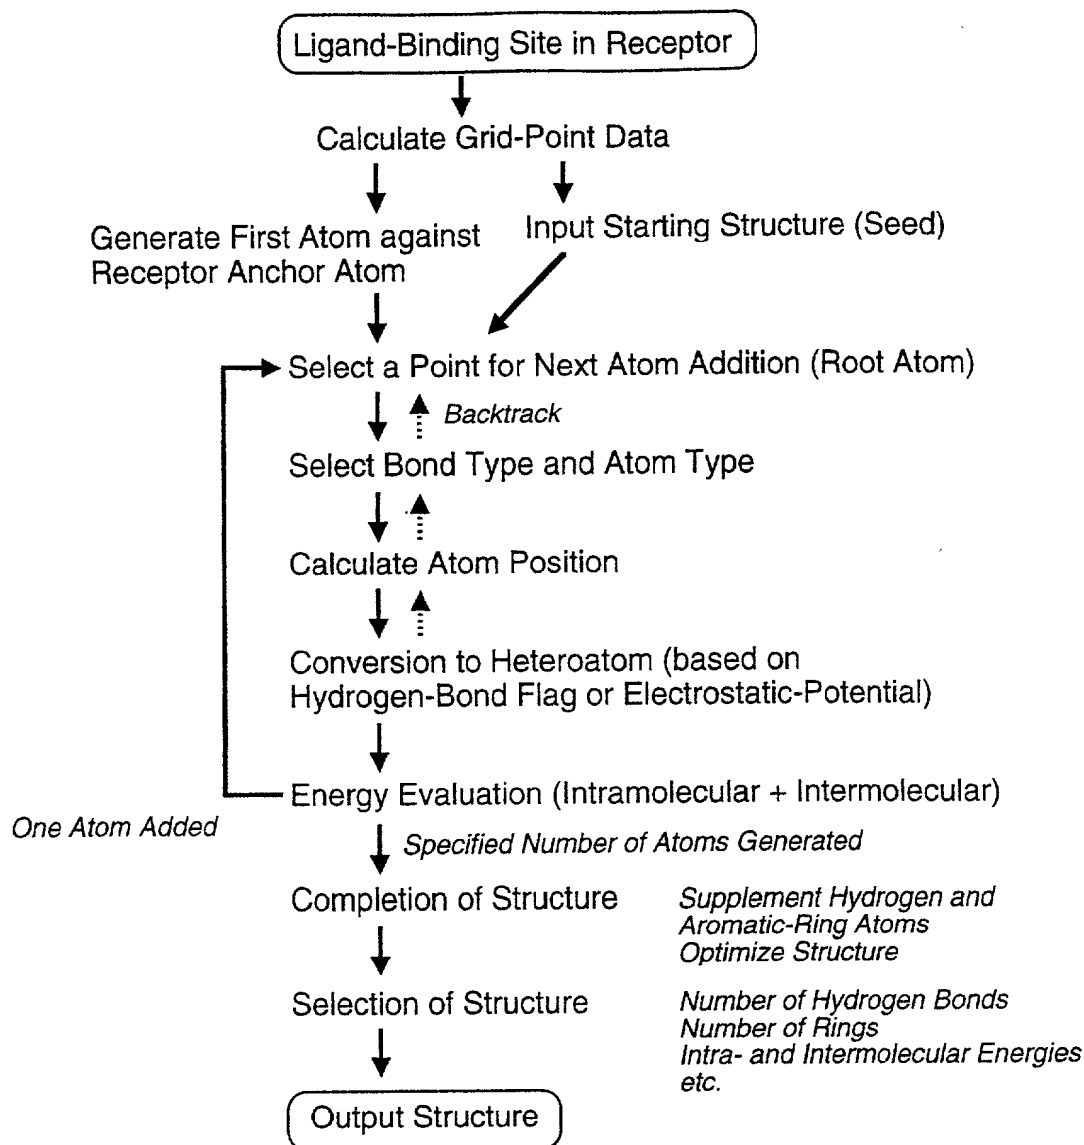 Ligand-Binding Site in Receptor
Calculate Grid-Point Data
Generate First Atom against
Receptor Anchor Atom
Input Starting Structure (Seed)
Select a Point for Next Atom Addition (Root Atom)
Backtrack
Select Bond Type and Atom Type
Calculate Atom Position
Conversion to Heteroatom (based on
Hydrogen-Bond Flag or Electrostatic-Potential)
Energy Evaluation (Intramolecular + Intermolecular)
One Atom Added
Specified Number of Atoms Generated
Completion of Structure
Supplement Hydrogen and
Aromatic-Ring Atoms
Optimize Structure
Selection of Structure
Number of Hydrogen Bonds
Number of Rings
Intra- and Intermolecular Energies
etc.
Output Structure